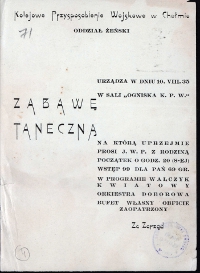 Kolejowe Przysposobienie Wojskowe w Chełmie
71
ODDZIAŁ ŻEŃSKI
URZĄDZA W DNIU 10. VIII. 35
W SALI „OGNISKA K. P. W."
ZABAWĘ
TANECZNĄ
NA KTÓRĄ UPRZEJMIE
PROSI J. W. P. Z RODZINĄ
POCZĄTEK O GODZ. 20 (8-EJ)
WSTĘP 99 DLA PAŃ 69 GR.
W PROGRAMIE WALCZYK
KWIATOWY
ORKIESTRA DOBOROWA
BUFET WŁASNY OBFICIE
ZAOPATRZONY
Za Zarząd